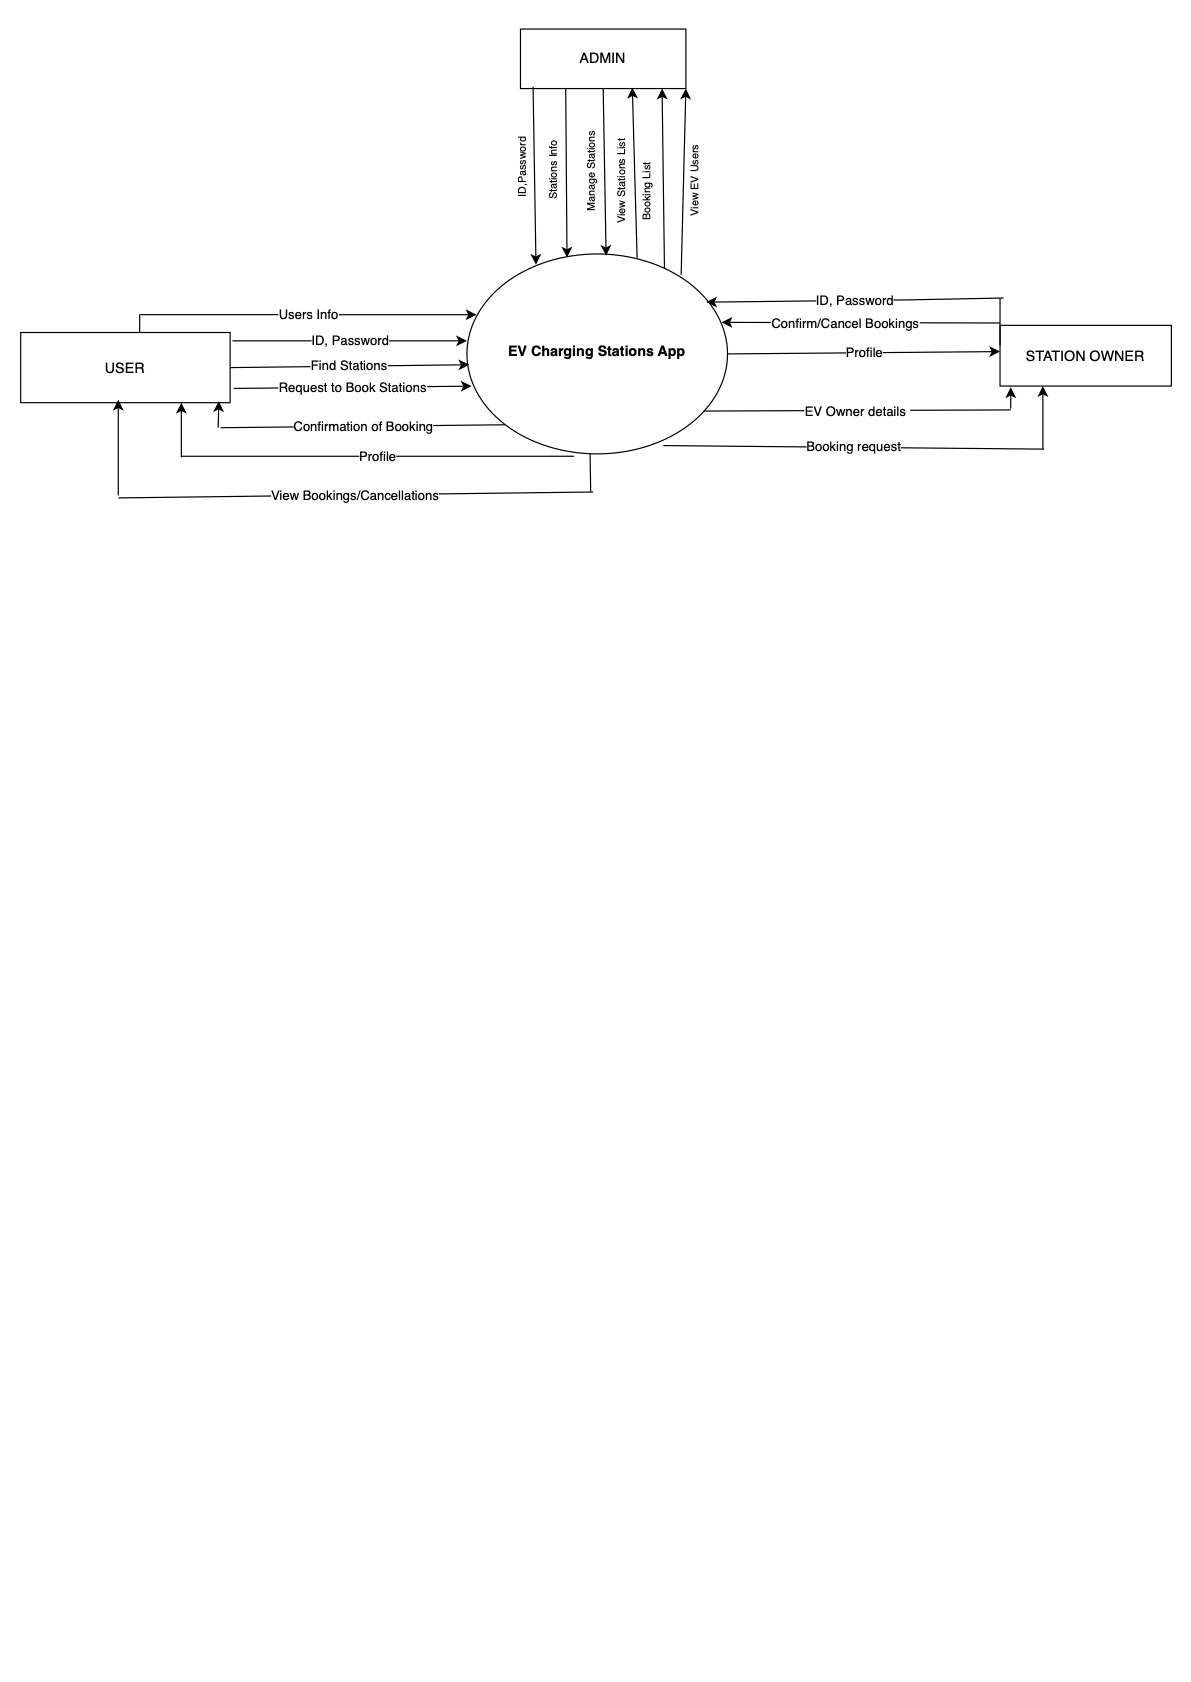 ADMIN
ID,Password
Stations Info
Manage Stations
View Stations List
Booking List
View EV Users
Users Info
ID, Password
Find Stations
Request to Book Stations
USER
Confirmation of Booking
Profile
View Bookings/Cancellations
EV Charging Stations App
ID, Password
Confirm/Cancel Bookings
Profile
STATION OWNER
EV Owner details
Booking request